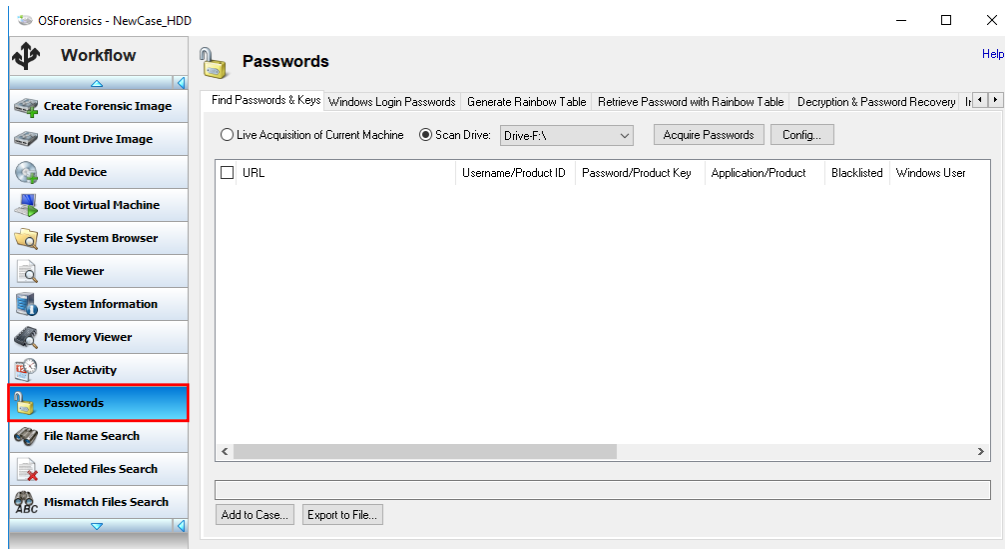 OSForensics - NewCase_HDD
Workflow
Create Forensic Image
Mount Drive Image
Add Device
Boot Virtual Machine
File System Browser
File Viewer
System Information
Memory Viewer
User Activity
Passwords
File Name Search
Deleted Files Search
ABC
Mismatch Files Search
Passwords
Help
Find Passwords & Keys Windows Login Passwords Generate Rainbow Table Retrieve Password with Rainbow Table Decryption & Password Recovery
Live Acquisition of Current Machine Scan Drive: Drive-F:\ Acquire Passwords Config...
URL Username/Product ID Password/Product Key Application/Product Blacklisted Windows User
Add to Case... Export to File...